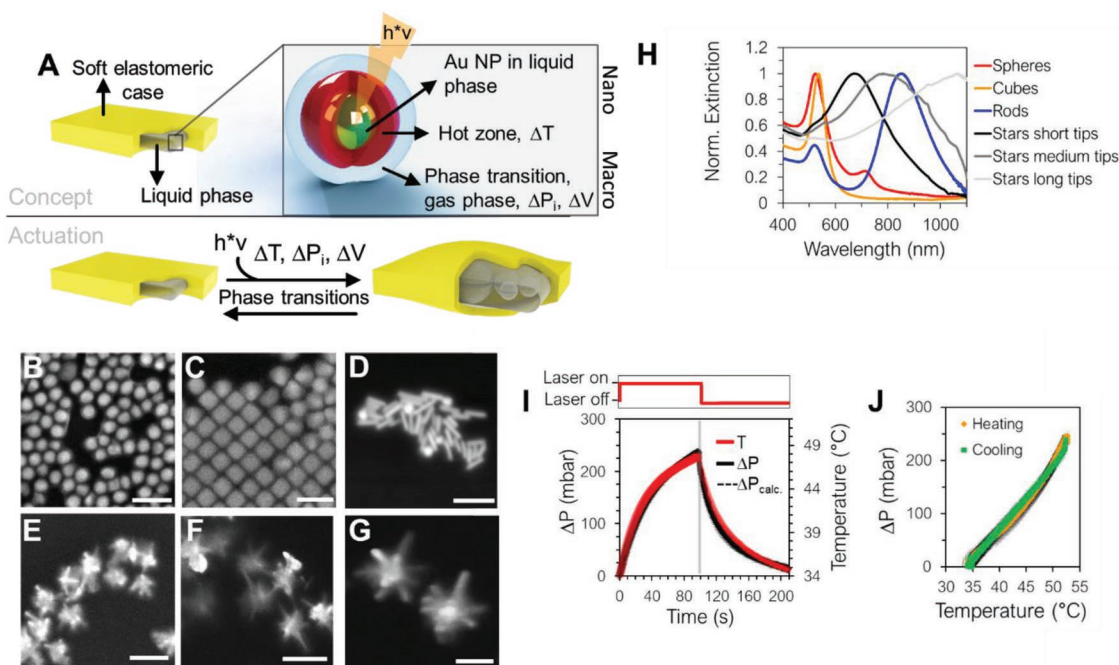 A
Soft elastomeric
case
Liquid phase
Concept
h*v
Au NP in liquid
phase
Hot zone, ΔT
Phase transition,
gas phase, ΔPi, ΔV
Nano
Macro
Actuation
h*v
ΔT, ΔPi, ΔV
Phase transitions
H
Norm. Extinction
1.2
1
0.8
0.6
0.4
0.2
0
400
600
800
1000
Wavelength (nm)
Spheres
Cubes
Rods
Stars short tips
Stars medium tips
Stars long tips
B
C
D
E
F
G
I
Laser on
Laser off
ΔP (mbar)
300
200
100
0
T
ΔP
ΔPcalc.
49
44
39
34
Temperature (°C)
0
40
80
120
160
200
Time (s)
J
ΔP (mbar)
300
200
100
0
Heating
Cooling
30
35
40
45
50
55
Temperature (°C)